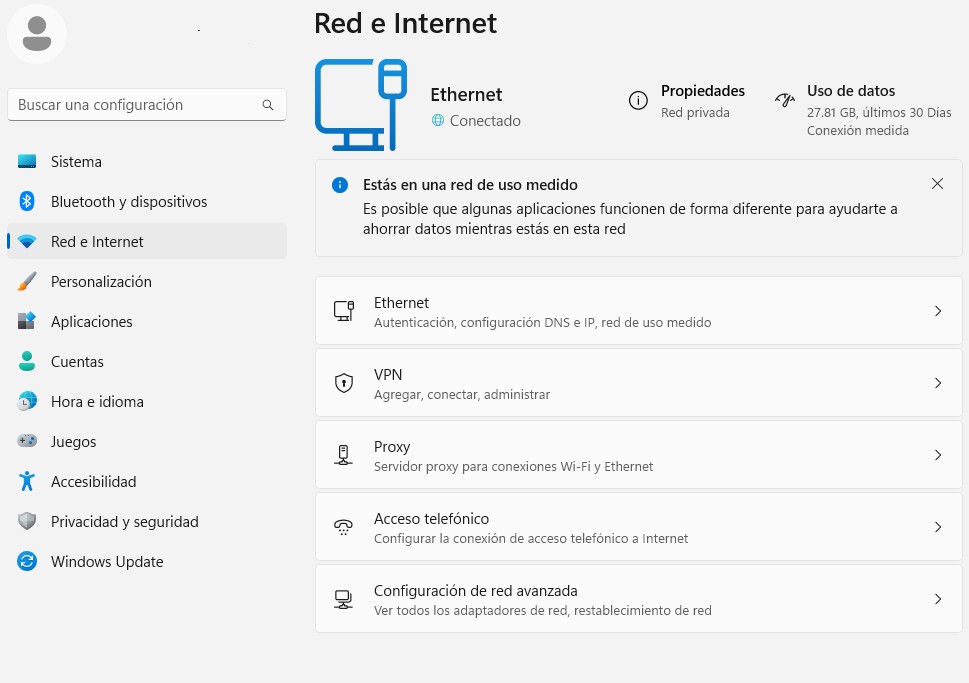 Red e Internet
Buscar una configuración
Ethernet
Conectado
Propiedades
Red privada
Uso de datos
27.81 GB, últimos 30 Días
Conexión medida
Estás en una red de uso medido
Es posible que algunas aplicaciones funcionen de forma diferente para ayudarte a
ahorrar datos mientras estás en esta red
Sistema
Bluetooth y dispositivos
Red e Internet
Personalización
Aplicaciones
Cuentas
Hora e idioma
Juegos
Accesibilidad
Privacidad y seguridad
Windows Update
Ethernet
Autenticación, configuración DNS e IP, red de uso medido
VPN
Agregar, conectar, administrar
Proxy
Servidor proxy para conexiones Wi-Fi y Ethernet
Acceso telefónico
Configurar la conexión de acceso telefónico a Internet
Configuración de red avanzada
Ver todos los adaptadores de red, restablecimiento de red